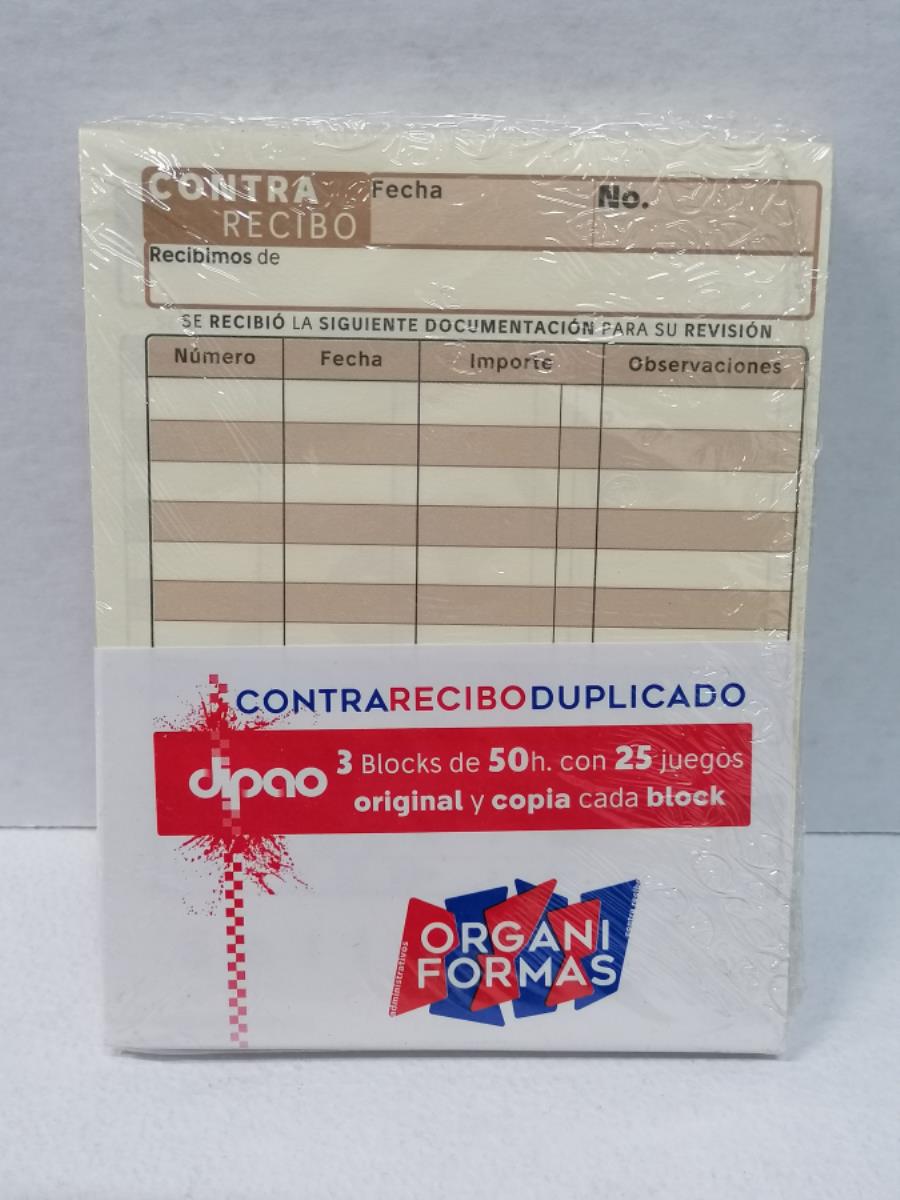 CONTRA
RECIBO
Fecha
No.
Recibimos de
SE RECIBIÓ LA SIGUIENTE DOCUMENTACIÓN PARA SU REVISIÓN
Número Fecha Importe Observaciones
CONTRARECIBODUPLICADO
dipao
3 Blocks de 50h. con 25 juegos
original y copia cada block
ORGANI
FORMAS
administrativos